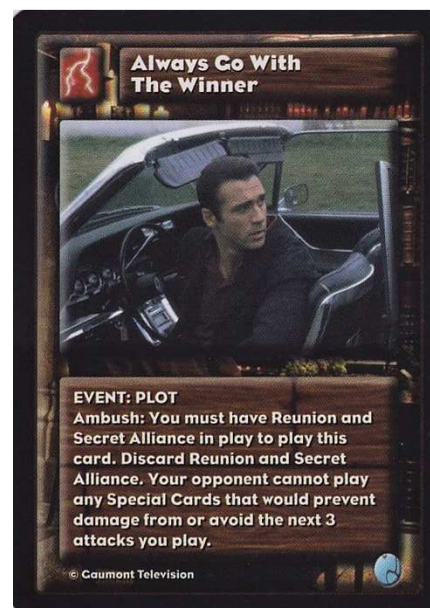 Always Go With
The Winner
EVENT: PLOT
Ambush: You must have Reunion and
Secret Alliance in play to play this
card. Discard Reunion and Secret
Alliance. Your opponent cannot play
any Special Cards that would prevent
damage from or avoid the next 3
attacks you play.
© Gaumont Television